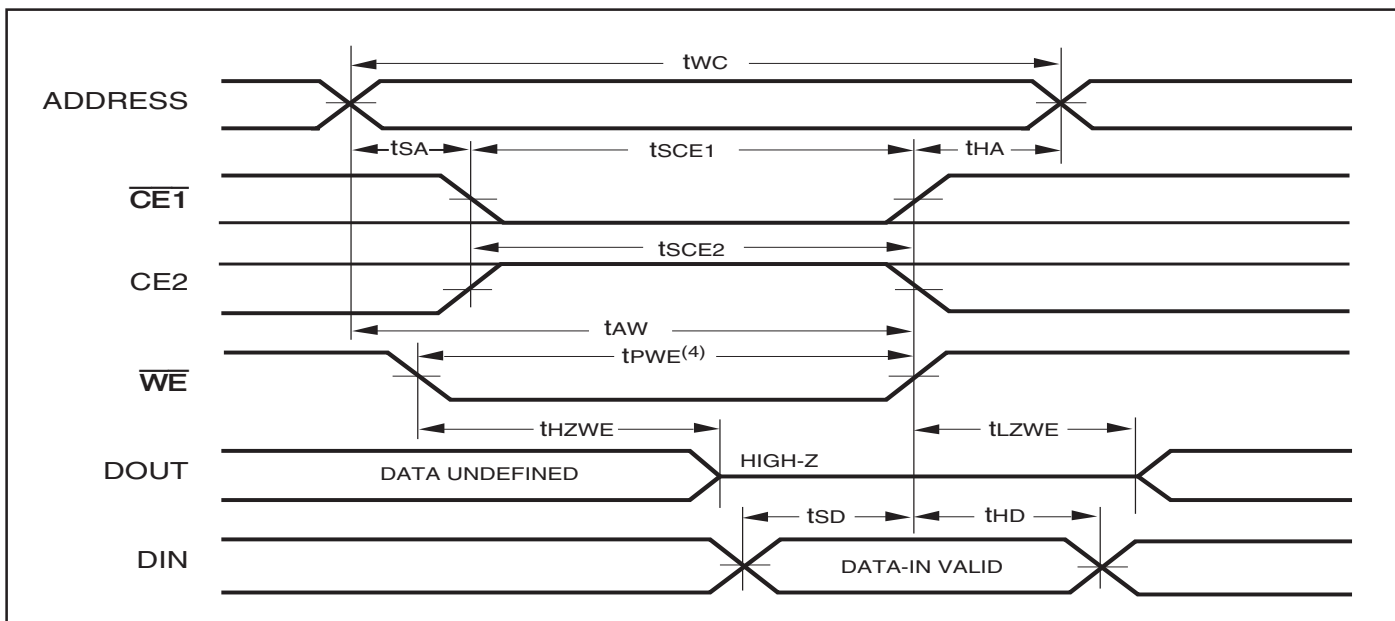 tWC
ADDRESS
tSA tSCE1 tHA
CE1
tSCE2
CE2
tAW
tPWE(4)
WE
tHZWE tLZWE
DOUT DATA UNDEFINED HIGH-Z
tSD tHD
DIN DATA-IN VALID